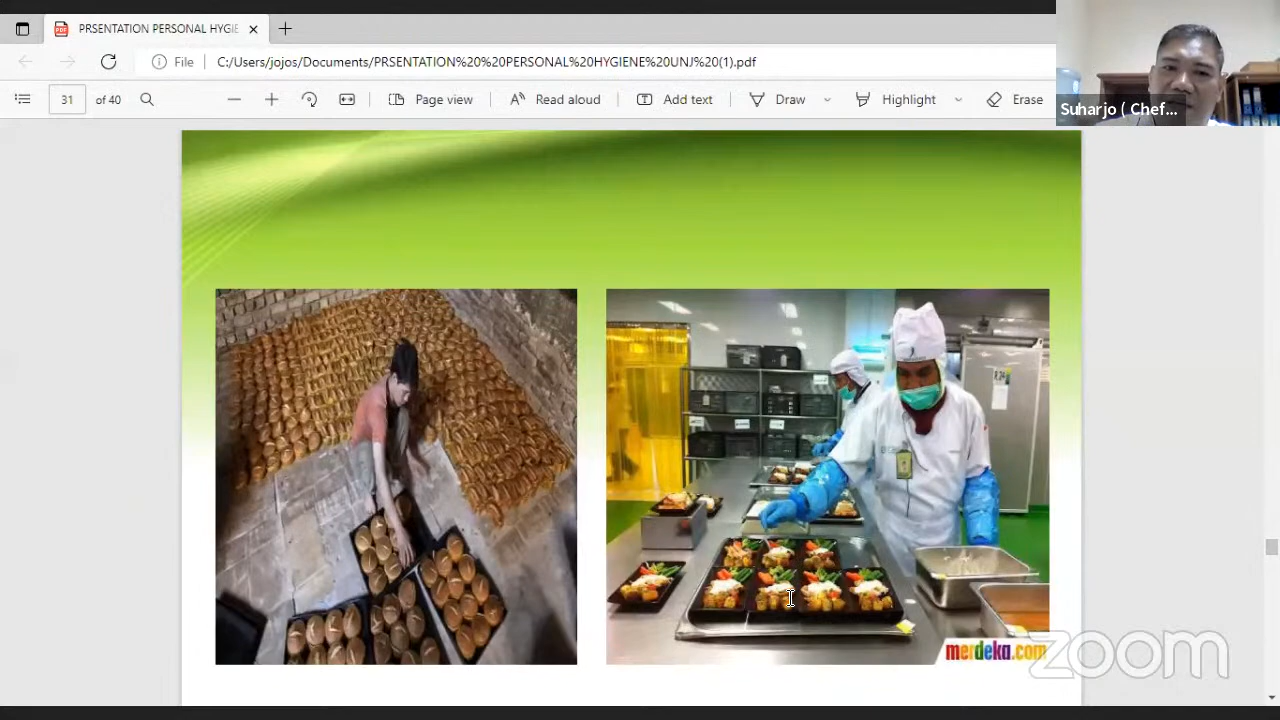 PRSENTATION PERSONAL HYGIE
File
C:/Users/jojos/Documents/PRSENTATION%20%20PERSONAL%20HYGIENE%20UNJ%20(1).pdf
31 of 40
Page view
Read aloud
Add text
Draw
Highlight
Erase
Suharjo ( Chef...
merdeka.com
zoom